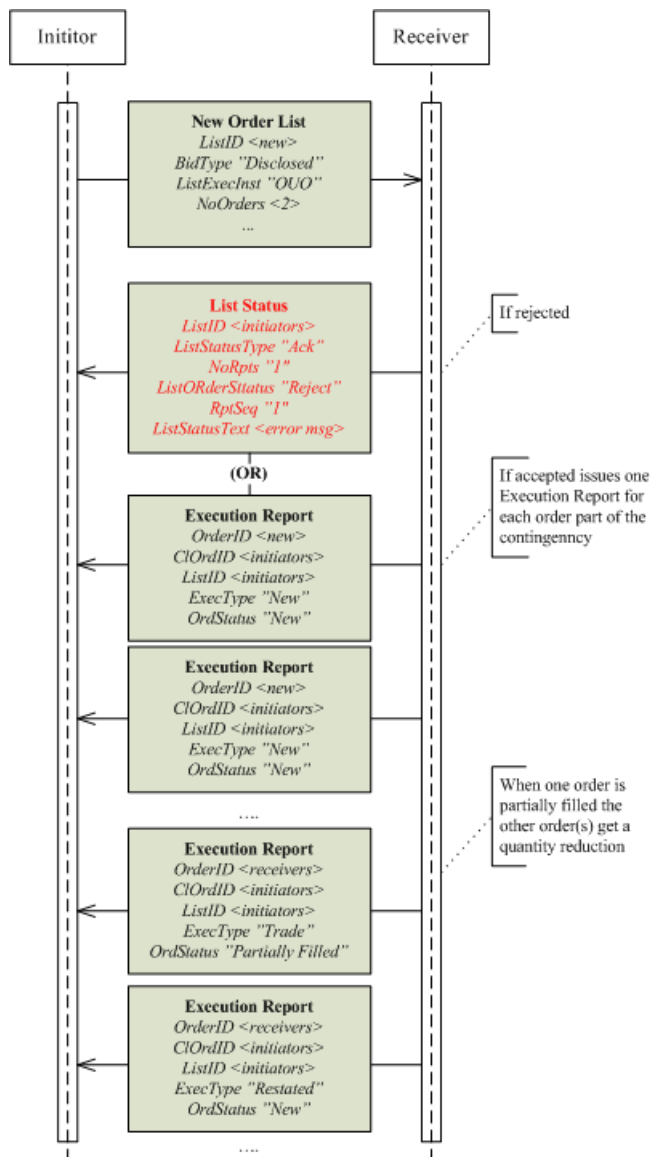 Inititor
Receiver
New Order List
ListID <new>
BidType "Disclosed"
ListExecInst "OUO"
NoOrders <2>
...
List Status
ListID <initiators>
ListStatusType "Ack"
NoRpts "1"
ListORderSttatus "Reject"
RptSeq "1"
ListStatusText <error msg>
If rejected
(OR)
If accepted issues one
Execution Report for
each order part of the
contingenncy
Execution Report
OrderID <new>
ClOrdID <initiators>
ListID <initiators>
ExecType "New"
OrdStatus "New"
Execution Report
OrderID <new>
ClOrdID <initiators>
ListID <initiators>
ExecType "New"
OrdStatus "New"
....
When one order is
partially filled the
other order(s) get a
quantity reduction
Execution Report
OrderID <receivers>
ClOrdID <initiators>
ListID <initiators>
ExecType "Trade"
OrdStatus "Partially Filled"
Execution Report
OrderID <receivers>
ClOrdID <initiators>
ListID <initiators>
ExecType "Restated"
OrdStatus "New"
....